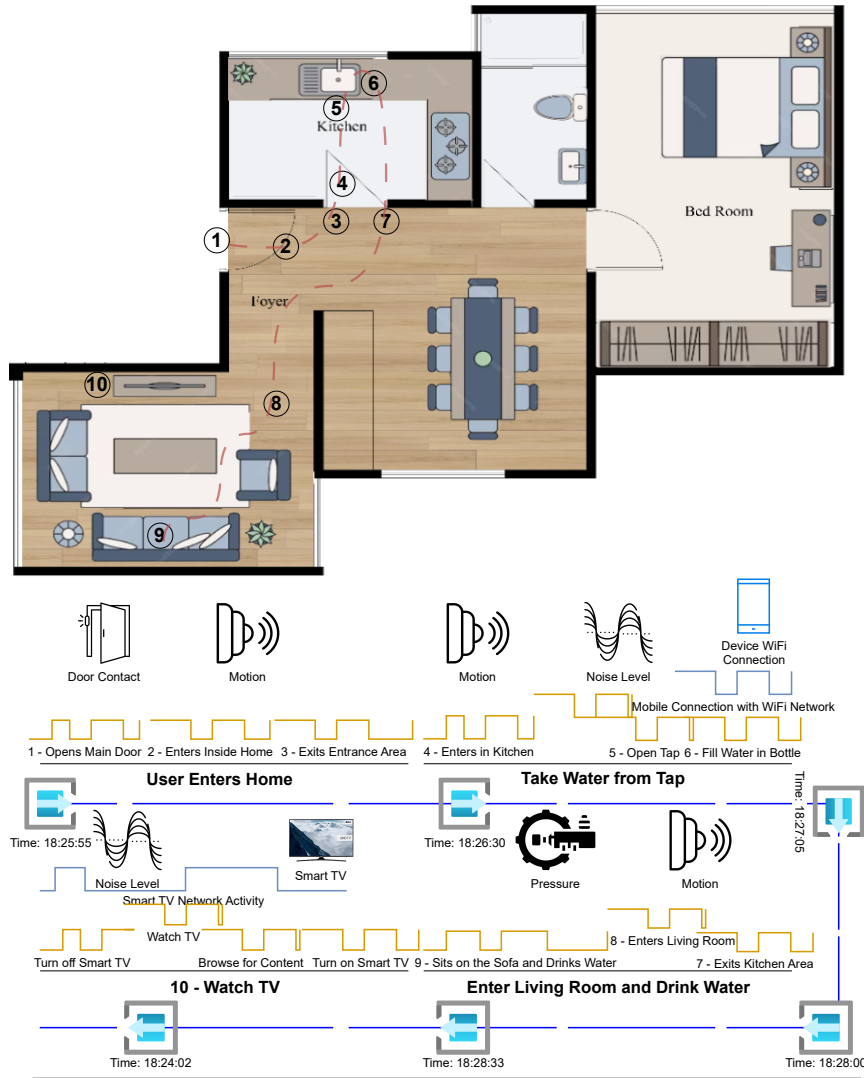 6
5
Kitchen
4
3
7
1
2
Bed Room
Foyer
10
8
9
Door Contact
Motion
Motion
Noise Level
Device WiFi
Connection
Mobile Connection with WiFi Network
1 - Opens Main Door
2 - Enters Inside Home
3 - Exits Entrance Area
4 - Enters in Kitchen
5 - Open Tap
6 - Fill Water in Bottle
User Enters Home
Take Water from Tap
Time: 18:25:55
Time: 18:26:30
Time: 18:27:05
Noise Level
Smart TV
Pressure
Motion
Smart TV Network Activity
Watch TV
8 - Enters Living Room
Turn off Smart TV
Browse for Content
Turn on Smart TV
9 - Sits on the Sofa and Drinks Water
7 - Exits Kitchen Area
10 - Watch TV
Enter Living Room and Drink Water
Time: 18:24:02
Time: 18:28:33
Time: 18:28:00